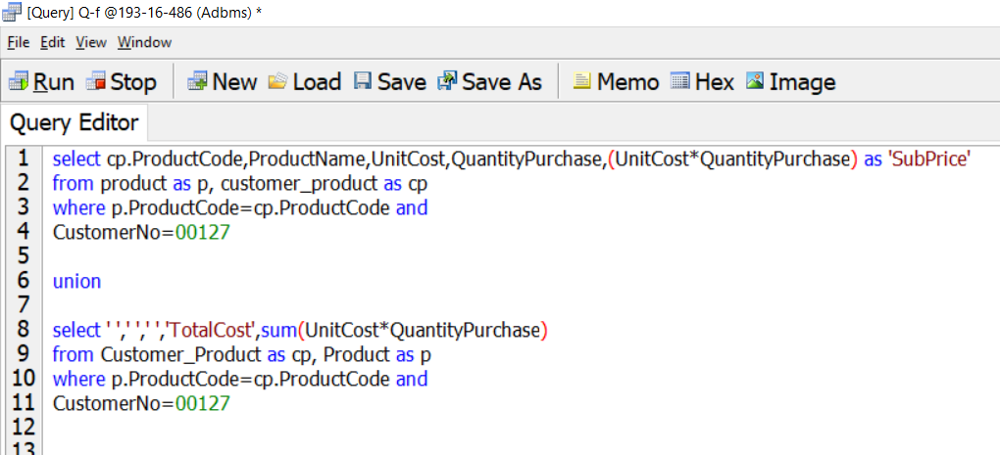 [Query] Q-f @193-16-486 (Adbms) *
File Edit View Window
Run Stop New Load Save Save As Memo Hex Image
Query Editor
1 select cp.ProductCode,ProductName,UnitCost,QuantityPurchase,(UnitCost*QuantityPurchase) as 'SubPrice'
2 from product as p, customer_product as cp
3 where p.ProductCode=cp.ProductCode and
4 CustomerNo=00127
5
6 union
7
8 select ' ',' ',' ','TotalCost',sum(UnitCost*QuantityPurchase)
9 from Customer_Product as cp, Product as p
10 where p.ProductCode=cp.ProductCode and
11 CustomerNo=00127
12
13